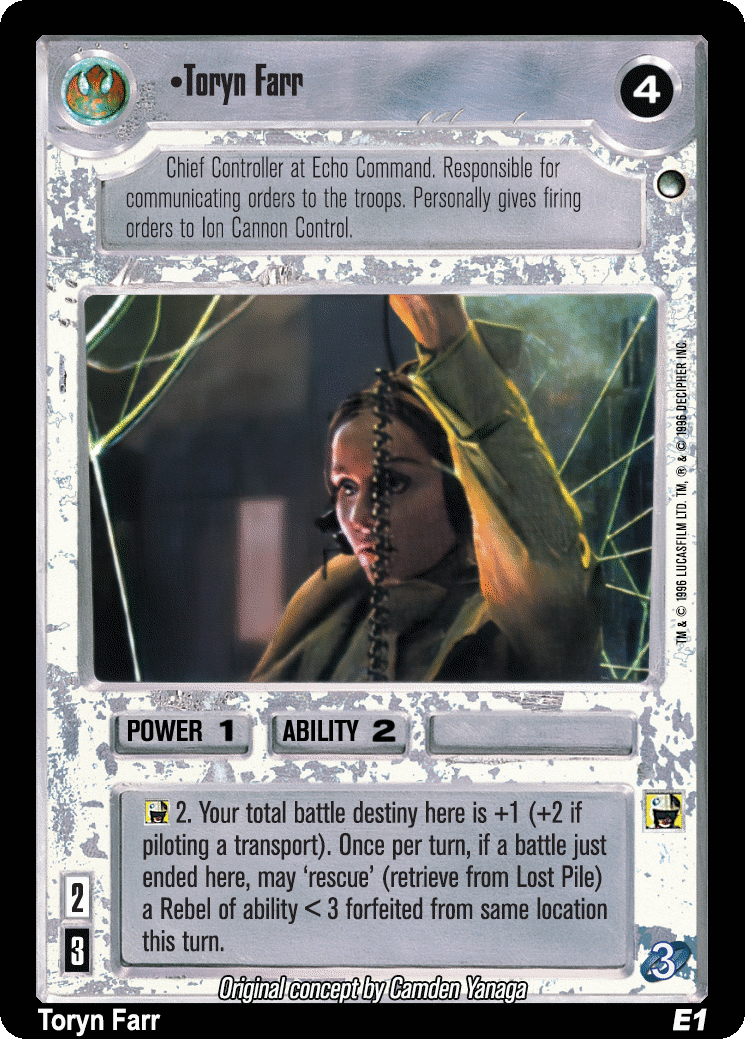 •Toryn Farr
4
Chief Controller at Echo Command. Responsible for
communicating orders to the troops. Personally gives firing
orders to Ion Cannon Control.
TM & © 1996 LUCASFILM LTD. TM, ® & © 1996 DECIPHER INC.
POWER 1
ABILITY 2
2. Your total battle destiny here is +1 (+2 if
piloting a transport). Once per turn, if a battle just
ended here, may ‘rescue’ (retrieve from Lost Pile)
a Rebel of ability < 3 forfeited from same location
this turn.
2
3
3
Original concept by Camden Yanaga
Toryn Farr
E1